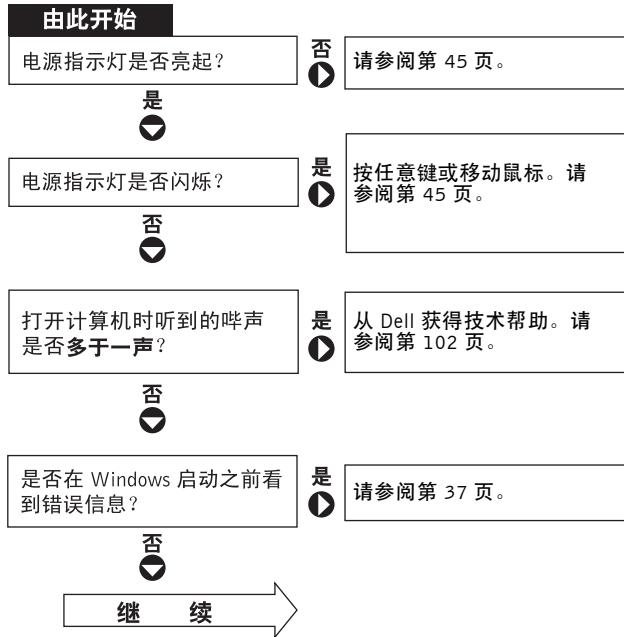 由此开始
电源指示灯是否亮起？
否
请参阅第 45 页。
是
电源指示灯是否闪烁？
是
按任意键或移动鼠标。请
参阅第 45 页。
否
打开计算机时听到的哔声
是否多于一声？
是
从 Dell 获得技术帮助。请
参阅第 102 页。
否
是否在 Windows 启动之前看
到错误信息？
是
请参阅第 37 页。
否
继 续